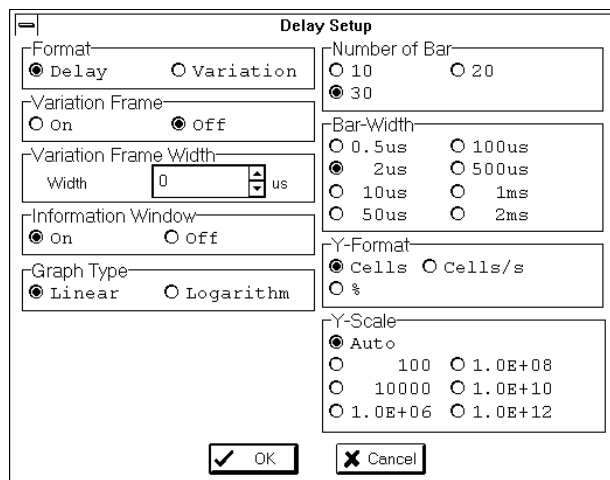 Delay Setup
Format
Delay Variation
Variation Frame
On Off
Variation Frame Width
Width 0 us
Information Window
On Off
Graph Type
Linear Logarithm
Number of Bar
10 20
30
Bar-Width
0.5us 100us
2us 500us
10us 1ms
50us 2ms
Y-Format
Cells Cells/s
%
Y-Scale
Auto
100 1.0E+08
10000 1.0E+10
1.0E+06 1.0E+12
OK Cancel